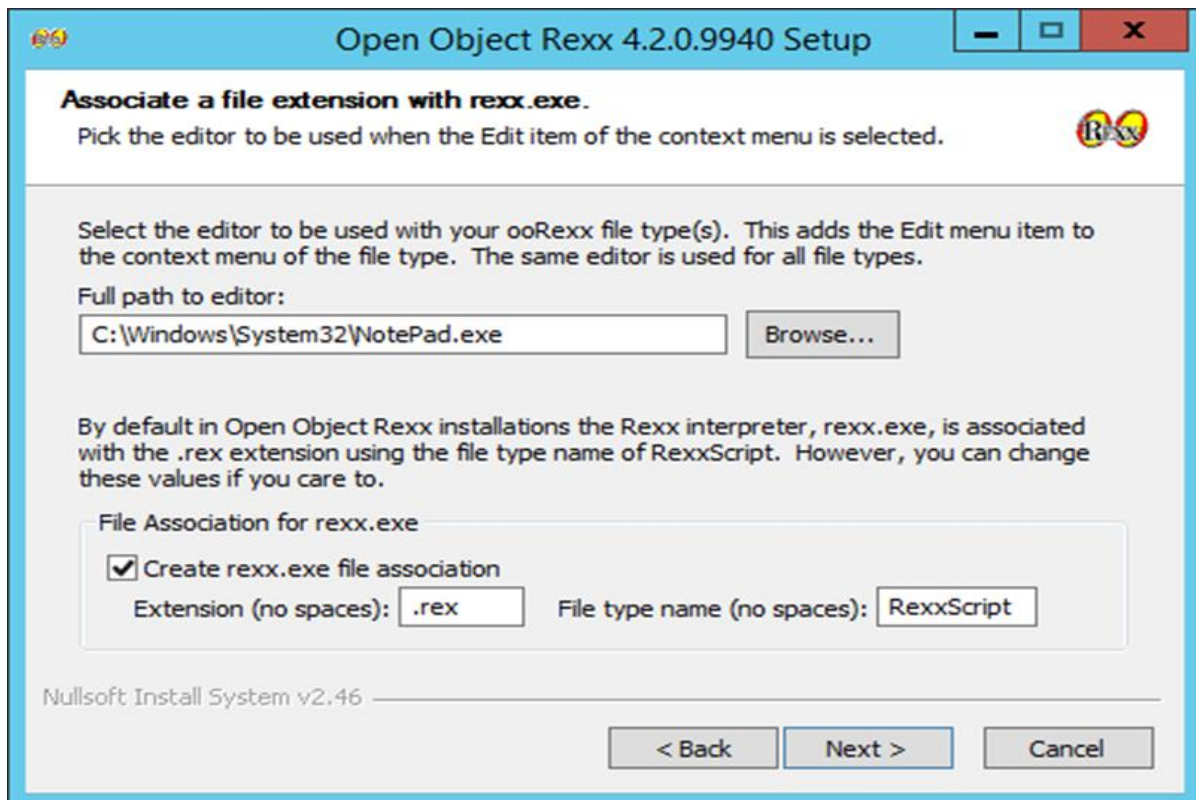 Open Object Rexx 4.2.0.9940 Setup
Associate a file extension with rexx.exe.
Pick the editor to be used when the Edit item of the context menu is selected.
Rexx
Select the editor to be used with your ooRexx file type(s). This adds the Edit menu item to
the context menu of the file type. The same editor is used for all file types.
Full path to editor:
C:\Windows\System32\NotePad.exe
Browse...
By default in Open Object Rexx installations the Rexx interpreter, rexx.exe, is associated
with the .rex extension using the file type name of RexxScript. However, you can change
these values if you care to.
File Association for rexx.exe
Create rexx.exe file association
Extension (no spaces): .rex File type name (no spaces): RexxScript
Nullsoft Install System v2.46
< Back Next > Cancel